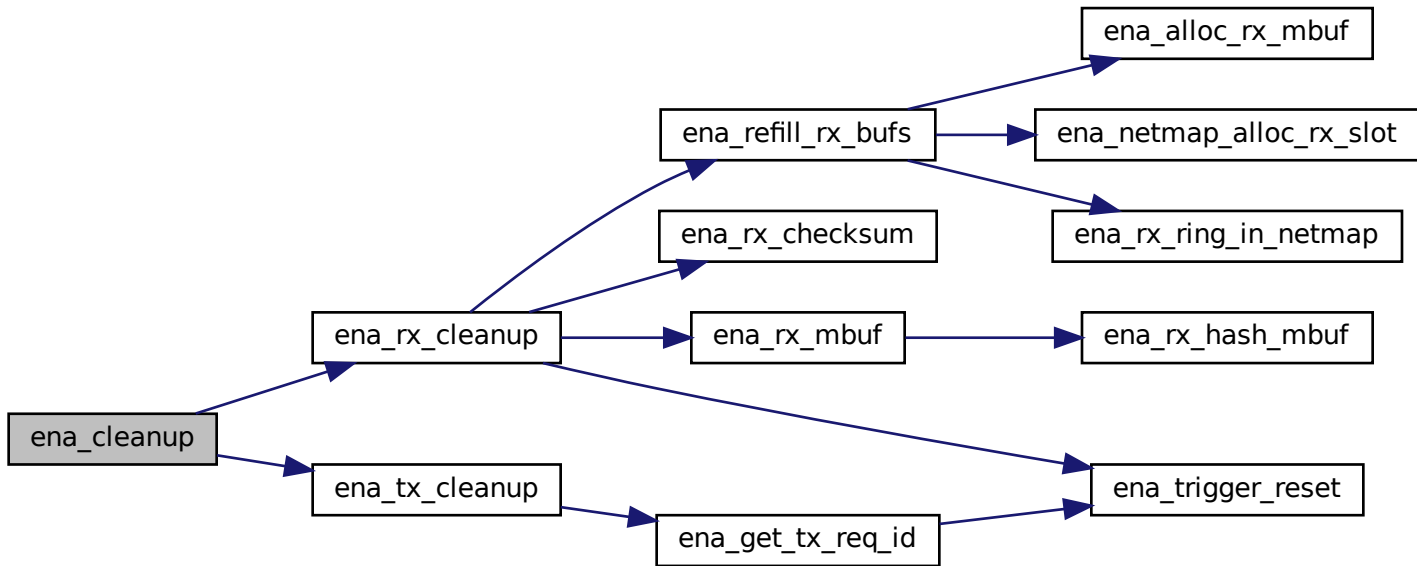 ena_alloc_rx_mbuf
ena_refill_rx_bufs
ena_netmap_alloc_rx_slot
ena_rx_checksum
ena_rx_ring_in_netmap
ena_rx_cleanup
ena_rx_mbuf
ena_rx_hash_mbuf
ena_cleanup
ena_tx_cleanup
ena_trigger_reset
ena_get_tx_req_id